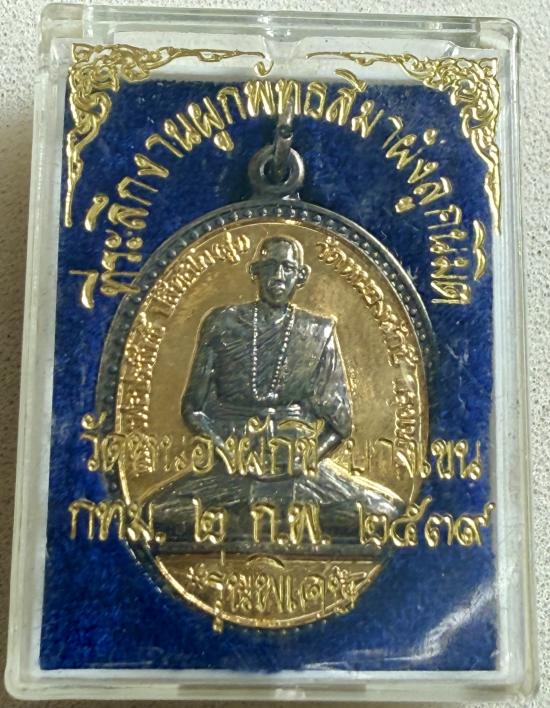 ที่ระลึกงานผูกพัทธสีมาฝังลูกนิมิต
วัดหนองผักชี บางเขน
กทม. ๒ ก.พ. ๒๕๓๙
รุ่นพิเศษ